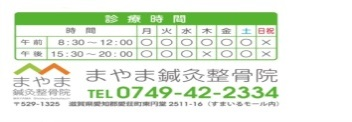 診療時間
時間 月 火 水 木 金 土 日祝
午前 8:30～12:00 〇 〇 〇 〇 〇 〇 ×
午後 15:30～20:00 〇 〇 〇 × 〇 × ×
まやま鍼灸整骨院
まやま
鍼灸整骨院
TEL 0749-42-2334
〒529-1325 滋賀県愛知郡愛荘町東円堂 2511-16（すまいるモール内）